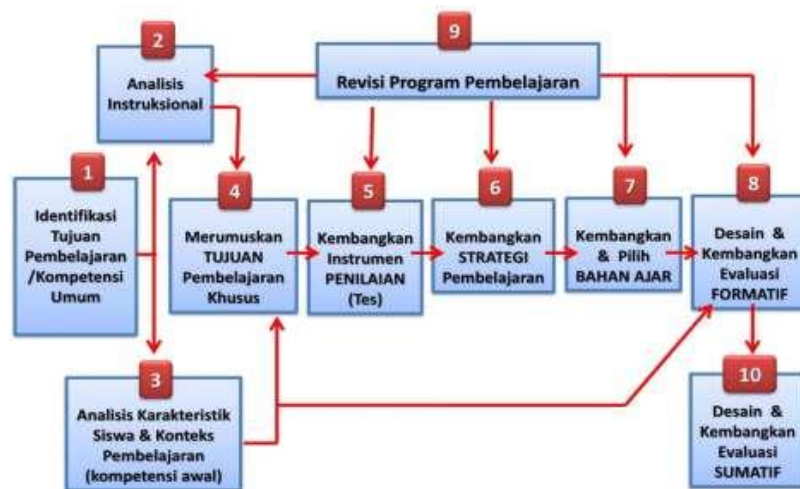 1
Identifikasi
Tujuan
Pembelajaran
/Kompetensi
Umum
2
Analisis
Instruksional
3
Analisis Karakteristik
Siswa & Konteks
Pembelajaran
(kompetensi awal)
4
Merumuskan
TUJUAN
Pembelajaran
Khusus
5
Kembangkan
Instrumen
PENILAIAN
(Tes)
6
Kembangkan
STRATEGI
Pembelajaran
7
Kembangkan
& Pilih
BAHAN AJAR
8
Desain &
Kembangkan
Evaluasi
FORMATIF
9
Revisi Program Pembelajaran
10
Desain &
Kembangkan
Evaluasi
SUMATIF